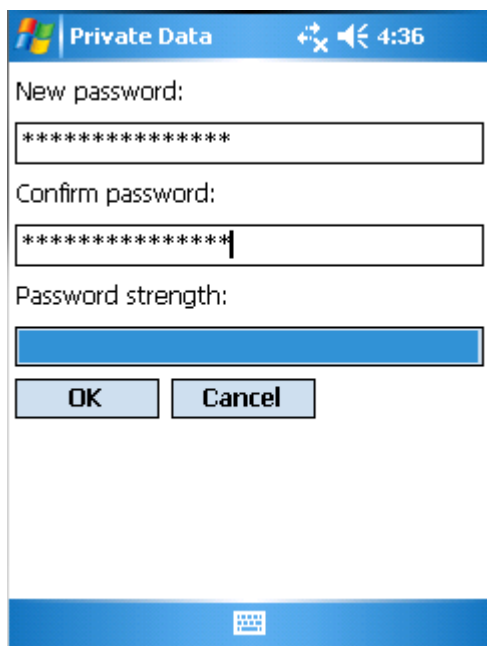 Private Data 4:36
New password:
***************
Confirm password:
***************
Password strength:
OK Cancel